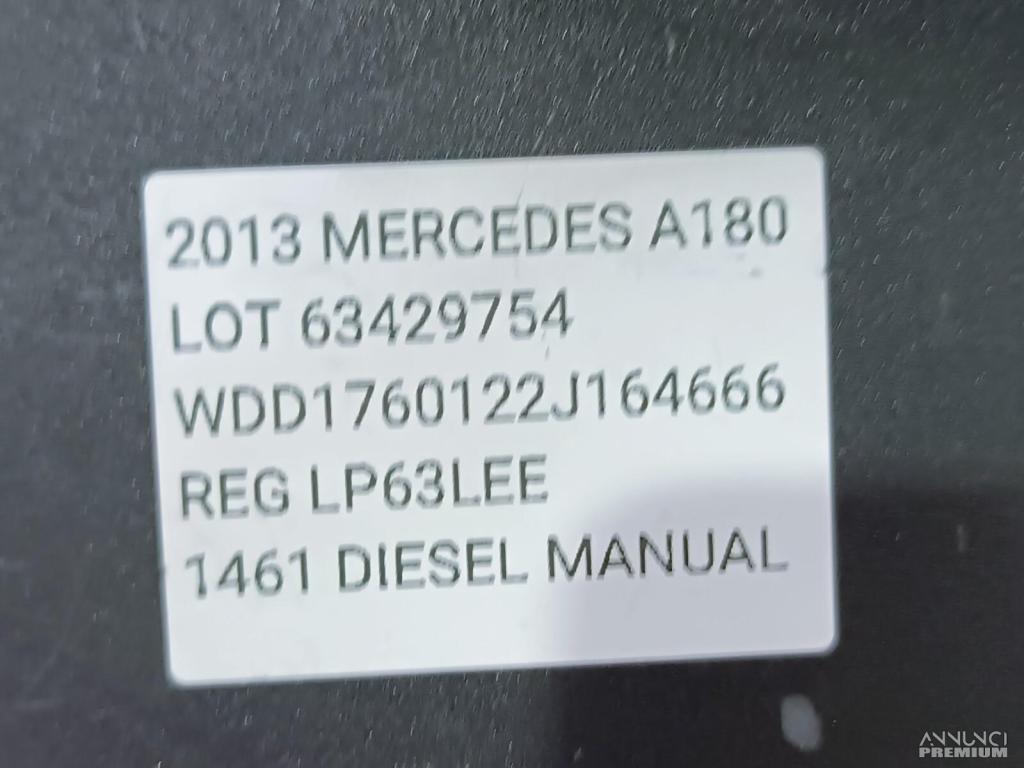 2013 MERCEDES A180
LOT 63429754
WDD1760122J164666
REG LP63LEE
1461 DIESEL MANUAL
ANNUNCI
PREMIUM